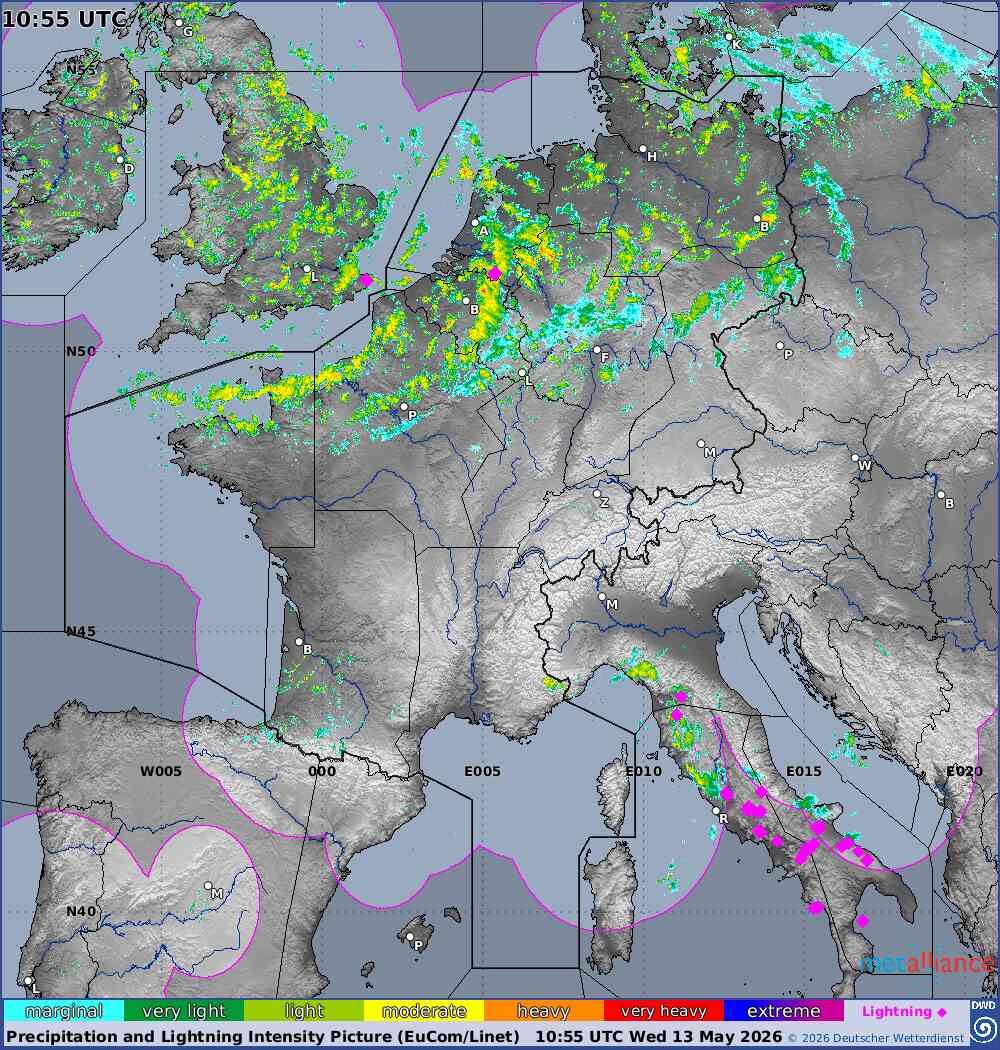 10:55 UTC
G
K
N55
D
H
A
B
L
B
N50
P
F
L
P
M
W
Z
B
M
N45
B
W005
000
E005
E010
E015
E020
R
M
N40
P
L
metalliance
marginal very light light moderate heavy very heavy extreme Lightning
DWD
Precipitation and Lightning Intensity Picture (EuCom/Linet) 10:55 UTC Wed 13 May 2026 © 2026 Deutscher Wetterdienst